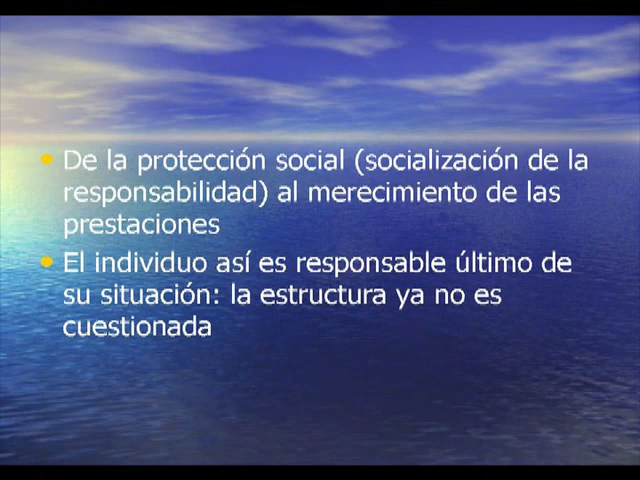 • De la protección social (socialización de la
responsabilidad) al merecimiento de las
prestaciones
• El individuo así es responsable último de
su situación: la estructura ya no es
cuestionada